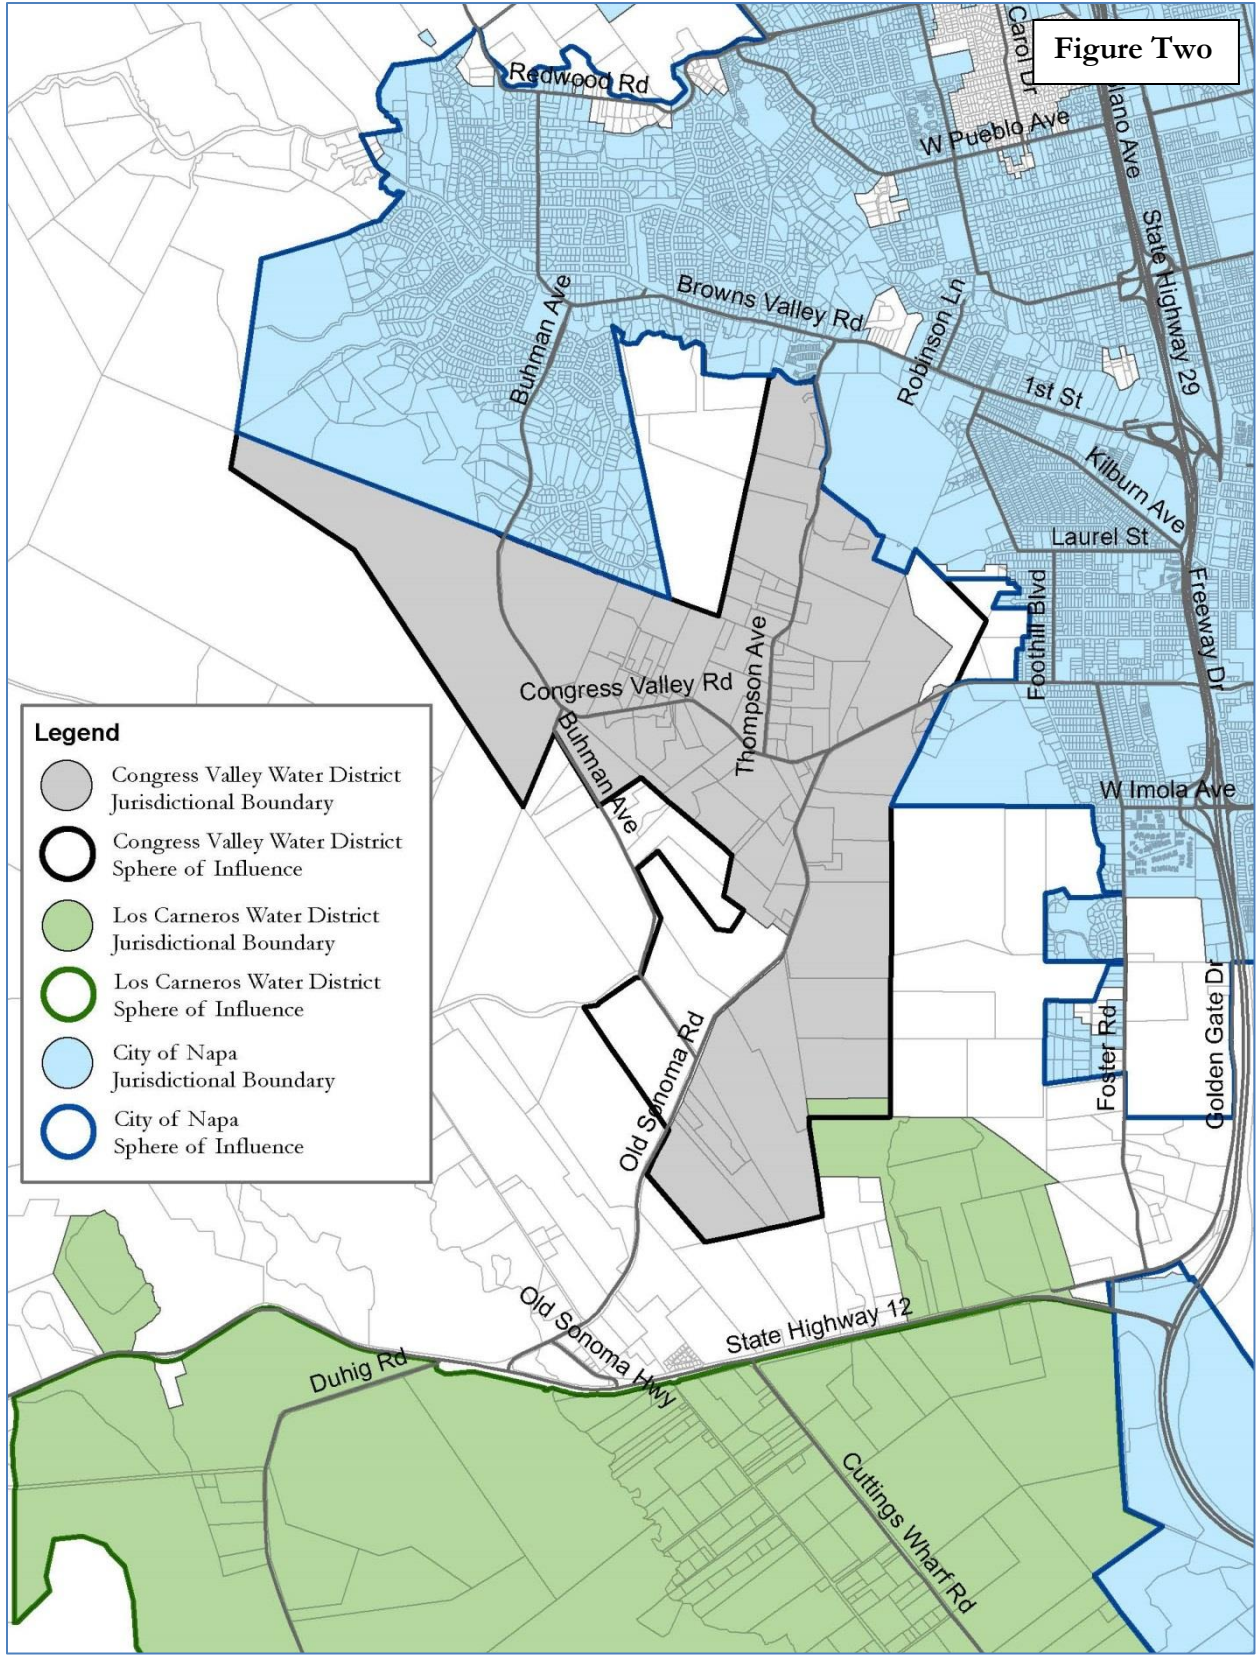 Figure Two
Carol Dr
Redwood Rd
W Pueblo Ave
lano Ave
State Highway 29
Browns Valley Rd
Buhman Ave
Robinson Ln
1st St
Kilburn Ave
Laurel St
Freeway Dr
Foothill Blvd
Thompson Ave
Congress Valley Rd
Buhman Ave
W Imola Ave
Legend
Congress Valley Water District
Jurisdictional Boundary
Congress Valley Water District
Sphere of Influence
Los Carneros Water District
Jurisdictional Boundary
Los Carneros Water District
Sphere of Influence
City of Napa
Jurisdictional Boundary
City of Napa
Sphere of Influence
Golden Gate Dr
Foster Rd
Old Sonoma Rd
Old Sonoma Hwy
State Highway 12
Duhig Rd
Cuttings Wharf Rd